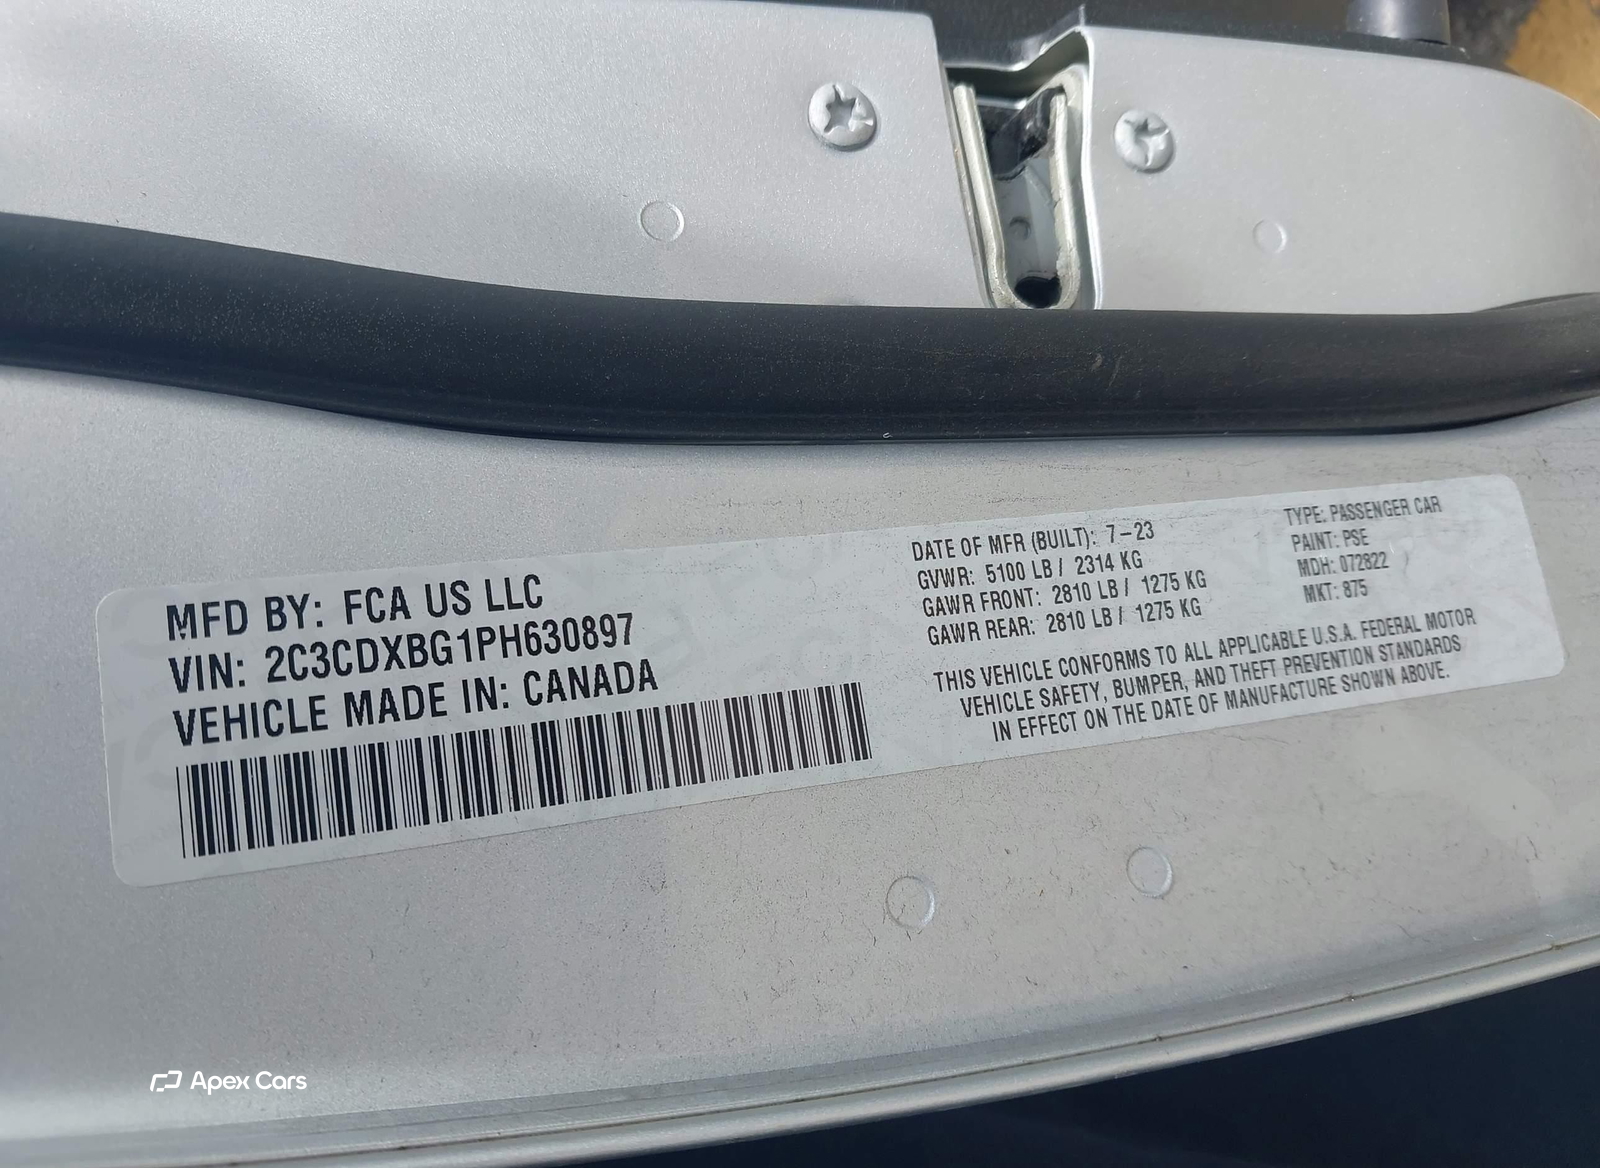 MFD BY: FCA US LLC
VIN: 2C3CDXBG1PH630897
VEHICLE MADE IN: CANADA
DATE OF MFR (BUILT): 7-23
GVWR: 5100 LB / 2314 KG
GAWR FRONT: 2810 LB / 1275 KG
GAWR REAR: 2810 LB / 1275 KG
TYPE: PASSENGER CAR
PAINT: PSE
MDH: 072822
MKT: 875
THIS VEHICLE CONFORMS TO ALL APPLICABLE U.S.A. FEDERAL MOTOR
VEHICLE SAFETY, BUMPER, AND THEFT PREVENTION STANDARDS
IN EFFECT ON THE DATE OF MANUFACTURE SHOWN ABOVE.
Apex Cars